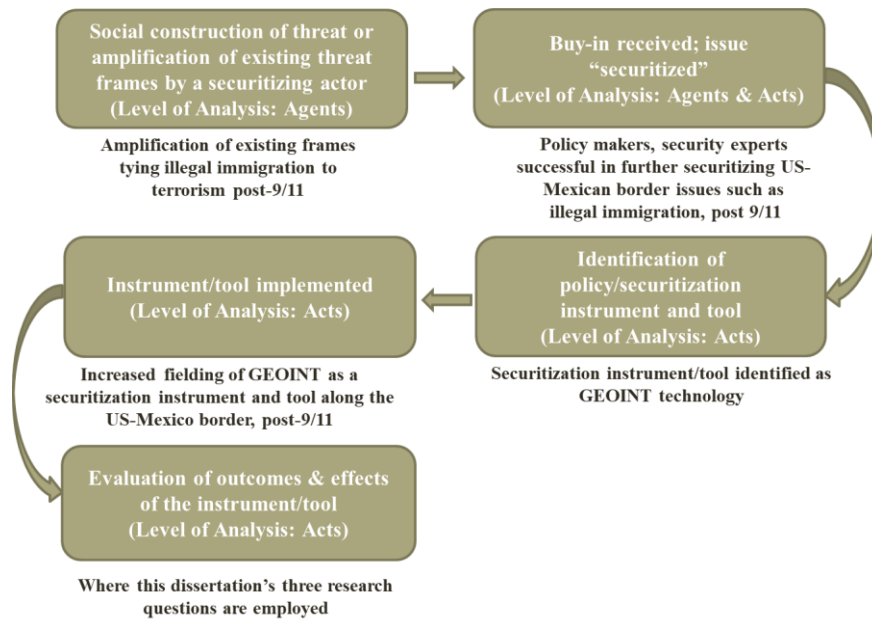 Social construction of threat or
amplification of existing threat
frames by a securitizing actor
(Level of Analysis: Agents)
Amplification of existing frames
tying illegal immigration to
terrorism post-9/11
Buy-in received; issue
“securitized”
(Level of Analysis: Agents & Acts)
Policy makers, security experts
successful in further securitizing US-
Mexican border issues such as
illegal immigration, post 9/11
Identification of
policy/securitization
instrument and tool
(Level of Analysis: Acts)
Securitization instrument/tool identified as
GEOINT technology
Instrument/tool implemented
(Level of Analysis: Acts)
Increased fielding of GEOINT as a
securitization instrument and tool along the
US-Mexico border, post-9/11
Evaluation of outcomes & effects
of the instrument/tool
(Level of Analysis: Acts)
Where this dissertation’s three research
questions are employed